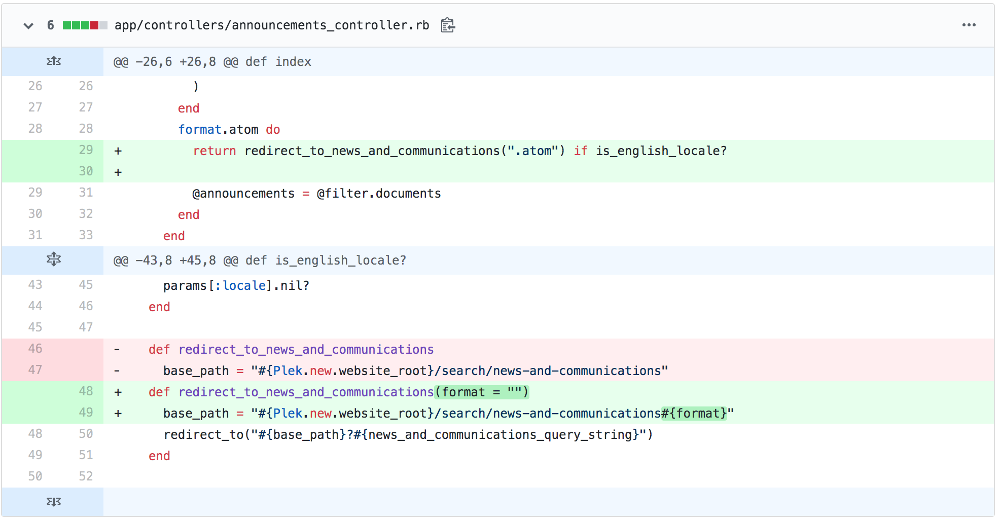 6 app/controllers/announcements_controller.rb
@@ -26,6 +26,8 @@ def index
26 26 )
27 27 end
28 28 format.atom do
29 + return redirect_to_news_and_communications(".atom") if is_english_locale?
30 +
29 31 @announcements = @filter.documents
30 32 end
31 33 end
@@ -43,8 +45,8 @@ def is_english_locale?
43 45 params[:locale].nil?
44 46 end
45 47
46 - def redirect_to_news_and_communications
47 - base_path = "#{Plek.new.website_root}/search/news-and-communications"
48 + def redirect_to_news_and_communications(format = "")
49 + base_path = "#{Plek.new.website_root}/search/news-and-communications#{format}"
48 50 redirect_to("#{base_path}?#{news_and_communications_query_string}")
49 51 end
50 52